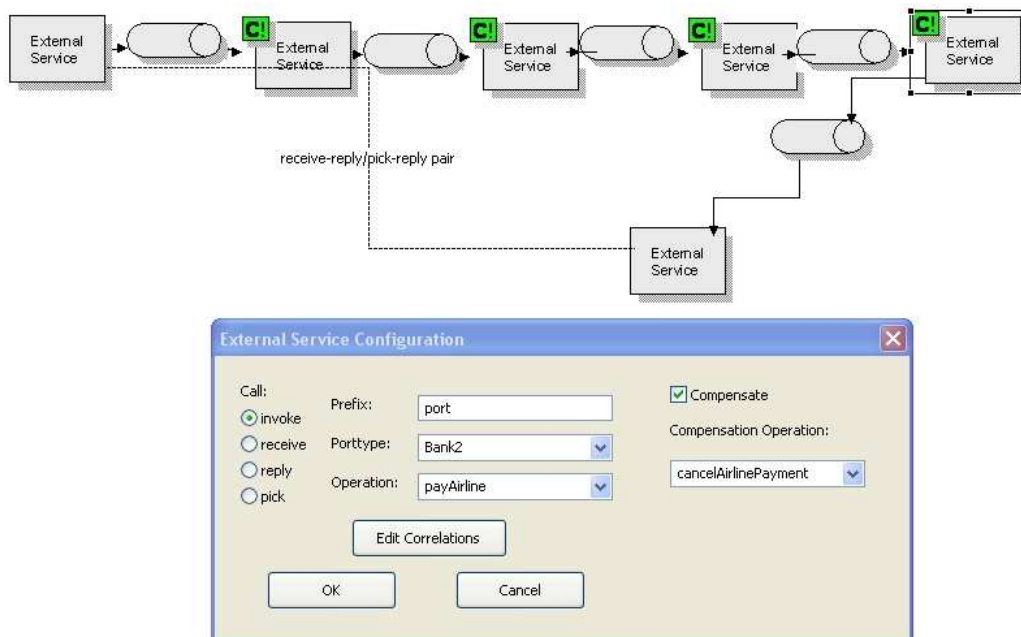 C!
C!
C!
C!
External
Service
External
Service
External
Service
External
Service
External
Service
receive-reply/pick-reply pair
External
Service
External Service Configuration
Call:
invoke
receive
reply
pick
Prefix:
port
Porttype:
Bank2
Operation:
payAirline
Compensate
Compensation Operation:
cancelAirlinePayment
Edit Correlations
OK
Cancel